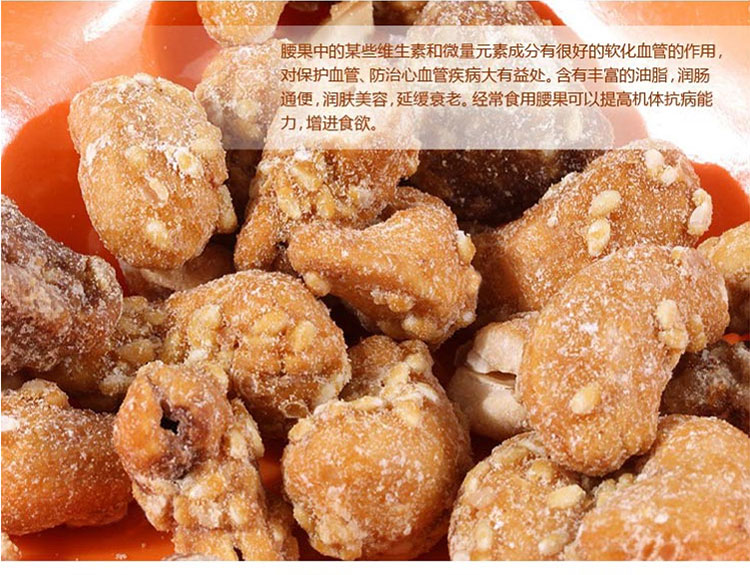 腰果中的某些维生素和微量元素成分有很好的软化血管的作用，
对保护血管、防治心血管疾病大有益处。含有丰富的油脂，润肠
通便，润肤美容，延缓衰老。经常食用腰果可以提高机体抗病能
力，增进食欲。